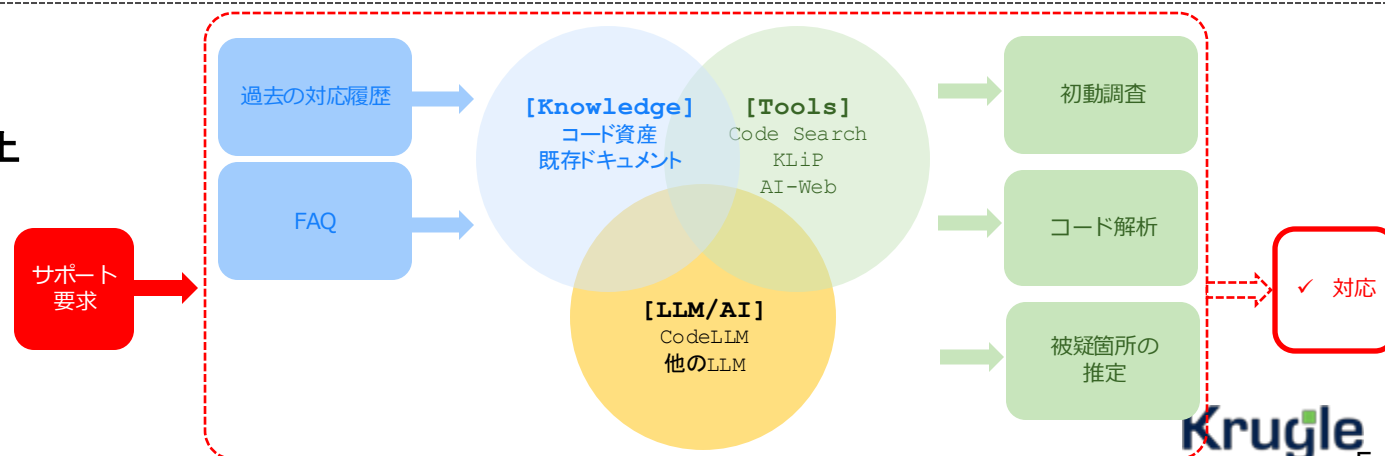 上
サポート
要求
過去の対応履歴
FAQ
[Knowledge]
コード資産
既存ドキュメント
[Tools]
Code Search
KLiP
AI-Web
[LLM/AI]
CodeLLM
他のLLM
初動調査
コード解析
被疑箇所の
推定
✓ 対応
Krugle